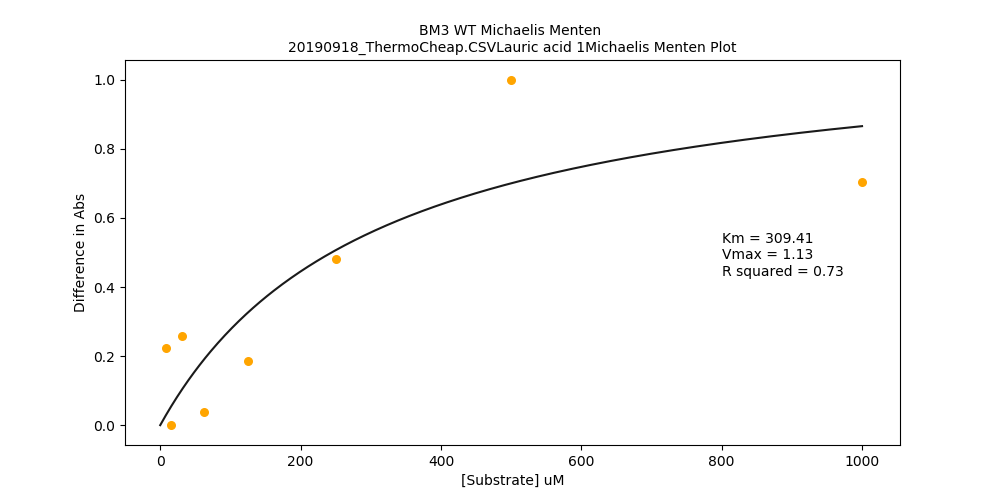 BM3 WT Michaelis Menten
20190918_ThermoCheap.CSVLauric acid 1Michaelis Menten Plot
Difference in Abs
1.0
0.8
0.6
0.4
0.2
0.0
Km = 309.41
Vmax = 1.13
R squared = 0.73
0 200 400 600 800 1000
[Substrate] uM